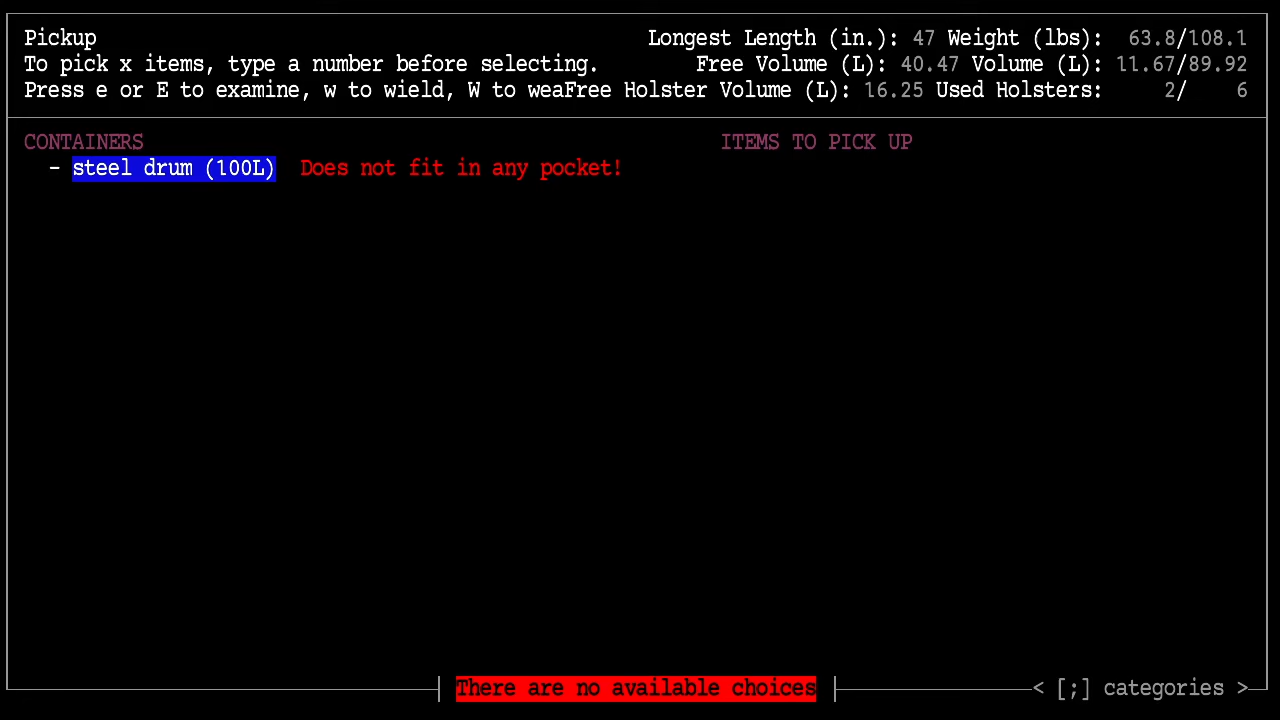 Pickup Longest Length (in.): 47 Weight (lbs): 63.8/108.1
To pick x items, type a number before selecting. Free Volume (L): 40.47 Volume (L): 11.67/89.92
Press e or E to examine, w to wield, W to weaFree Holster Volume (L): 16.25 Used Holsters: 2/ 6
CONTAINERS ITEMS TO PICK UP
- steel drum (100L) Does not fit in any pocket!
There are no available choices < [;] categories >